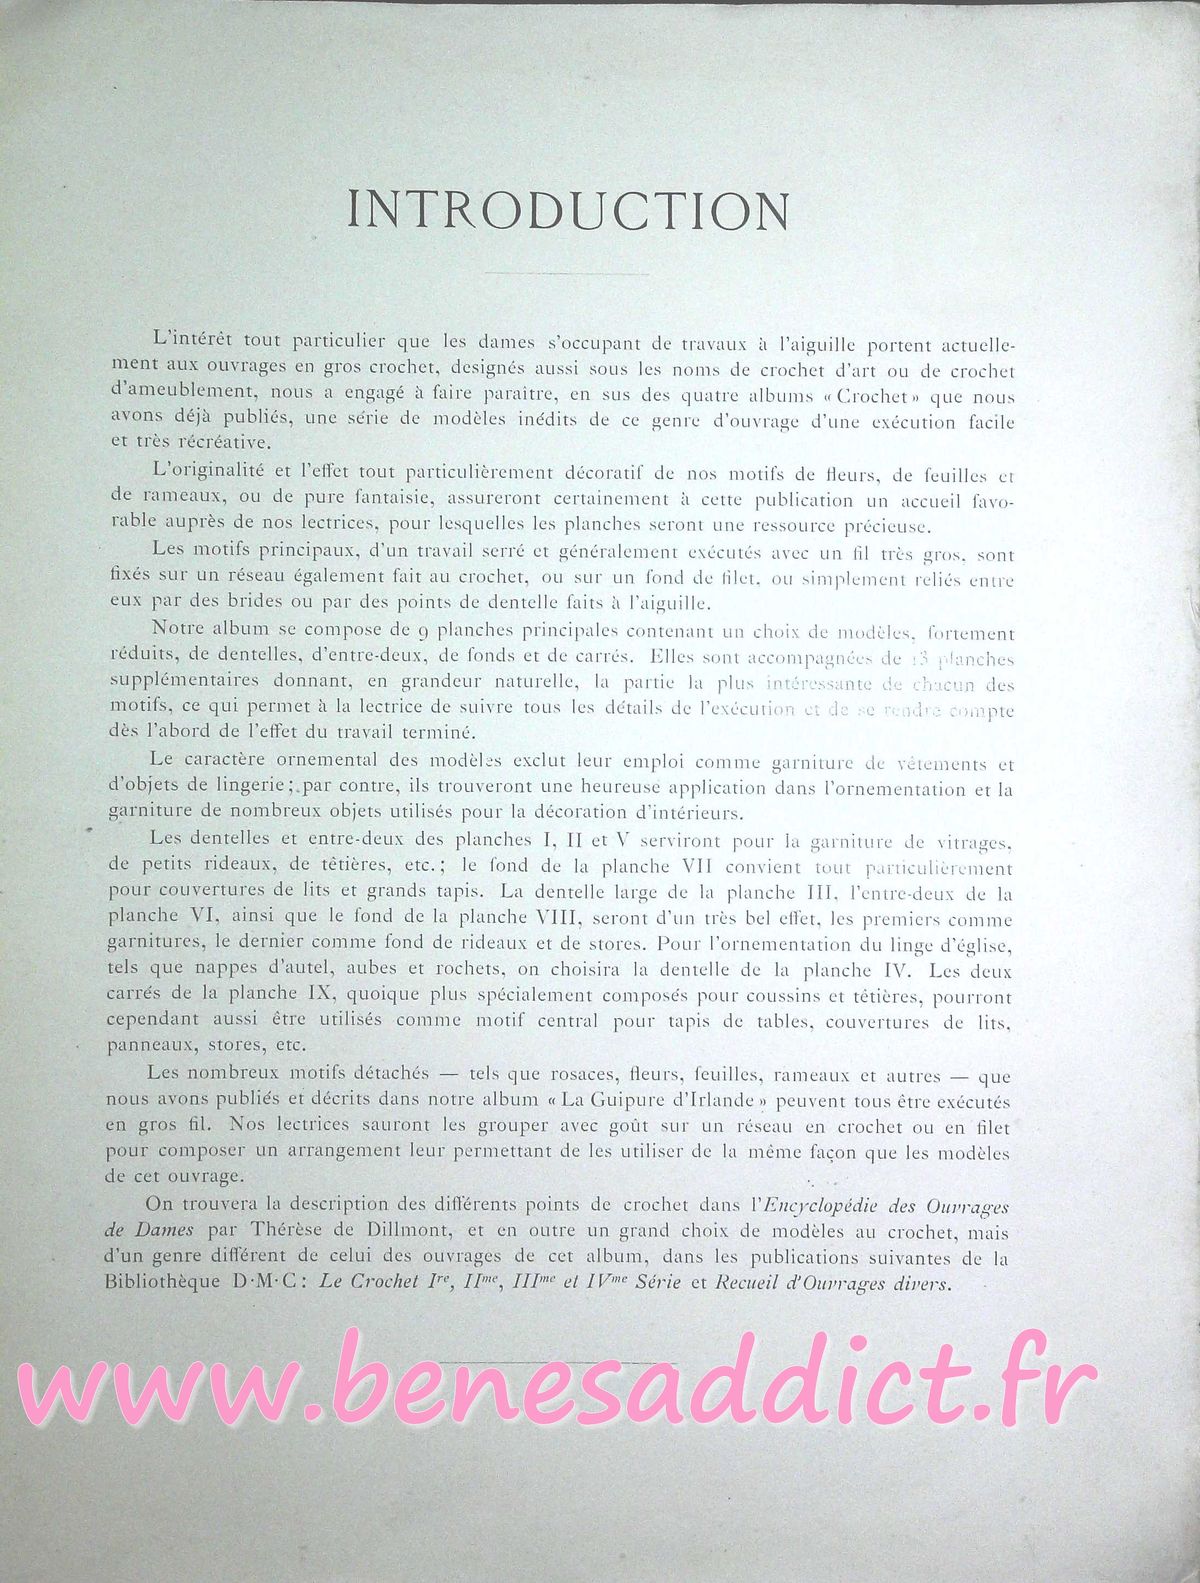 INTRODUCTION
L'intérêt tout particulier que les dames s'occupant de travaux à l'aiguille portent actuelle-
ment aux ouvrages en gros crochet, designés aussi sous les noms de crochet d'art ou de crochet
d'ameublement, nous a engagé à faire paraître, en sus des quatre albums « Crochet » que nous
avons déjà publiés, une série de modèles inédits de ce genre d'ouvrage d'une exécution facile
et très récréative.
L'originalité et l'effet tout particulièrement décoratif de nos motifs de fleurs, de feuilles et
de rameaux, ou de pure fantaisie, assureront certainement à cette publication un accueil favo-
rable auprès de nos lectrices, pour lesquelles les planches seront une ressource précieuse.
Les motifs principaux, d'un travail serré et généralement exécutés avec un fil très gros, sont
fixés sur un réseau également fait au crochet, ou sur un fond de filet, ou simplement reliés entre
eux par des brides ou par des points de dentelle faits à l'aiguille.
Notre album se compose de 9 planches principales contenant un choix de modèles, fortement
réduits, de dentelles, d'entre-deux, de fonds et de carrés. Elles sont accompagnées de planches
supplémentaires donnant, en grandeur naturelle, la partie la plus intéressante de chacun des
motifs, ce qui permet à la lectrice de suivre tous les détails de l'exécution et de se rendre compte
dès l'abord de l'effet du travail terminé.
Le caractère ornemental des modèles exclut leur emploi comme garniture de vêtements et
d'objets de lingerie ; par contre, ils trouveront une heureuse application dans l'ornementation et la
garniture de nombreux objets utilisés pour la décoration d'intérieurs.
Les dentelles et entre-deux des planches I, II et V serviront pour la garniture de vitrages,
de petits rideaux, de têtières, etc. ; le fond de la planche VII convient tout particulièrement
pour couvertures de lits et grands tapis. La dentelle large de la planche III, l'entre-deux de la
planche VI, ainsi que le fond de la planche VIII, seront d'un très bel effet, les premiers comme
garnitures, le dernier comme fond de rideaux et de stores. Pour l'ornementation du linge d'église,
tels que nappes d'autel, aubes et rochets, on choisira la dentelle de la planche IV. Les deux
carrés de la planche IX, quoique plus spécialement composés pour coussins et têtières, pourront
cependant aussi être utilisés comme motif central pour tapis de tables, couvertures de lits,
panneaux, stores, etc.
Les nombreux motifs détachés — tels que rosaces, fleurs, feuilles, rameaux et autres — que
nous avons publiés et décrits dans notre album « La Guipure d'Irlande » peuvent tous être exécutés
en gros fil. Nos lectrices sauront les grouper avec goût sur un réseau en crochet ou en filet
pour composer un arrangement leur permettant de les utiliser de la même façon que les modèles
de cet ouvrage.
On trouvera la description des différents points de crochet dans l'Encyclopédie des Ouvrages
de Dames par Thérèse de Dillmont, et en outre un grand choix de modèles au crochet, mais
d'un genre différent de celui des ouvrages de cet album, dans les publications suivantes de la
Bibliothèque D·M·C : Le Crochet Ire, IIme, IIIme et IVme Série et Recueil d'Ouvrages divers.
www.benesaddict.fr